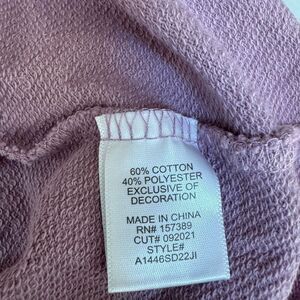 60% COTTON
40% POLYESTER
EXCLUSIVE OF
DECORATION
MADE IN CHINA
RN# 157389
CUT# 092021
STYLE#
A1446SD22JI